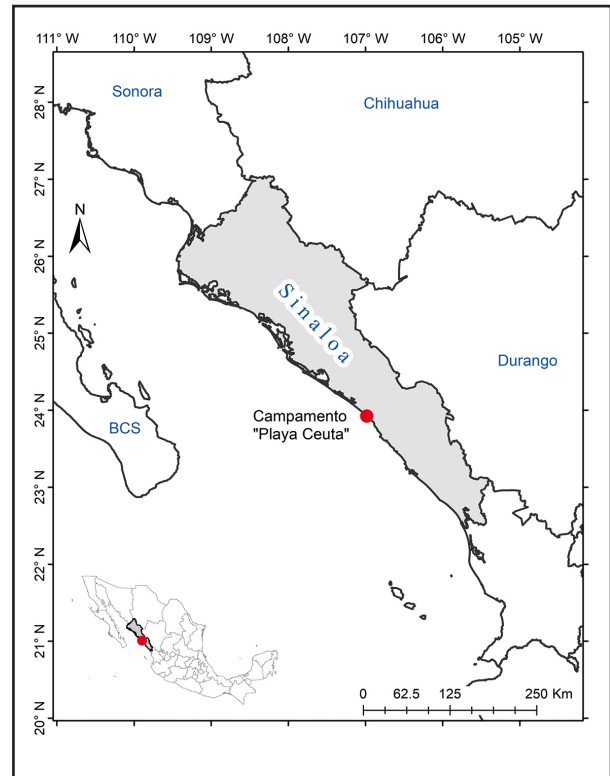 111° W 110° W 109° W 108° W 107° W 106° W 105° W
28° N
27° N
26° N
25° N
24° N
23° N
22° N
21° N
20° N
Sonora
Chihuahua
N
Sinaloa
Durango
BCS
Campamento
"Playa Ceuta"
0 62.5 125 250 Km